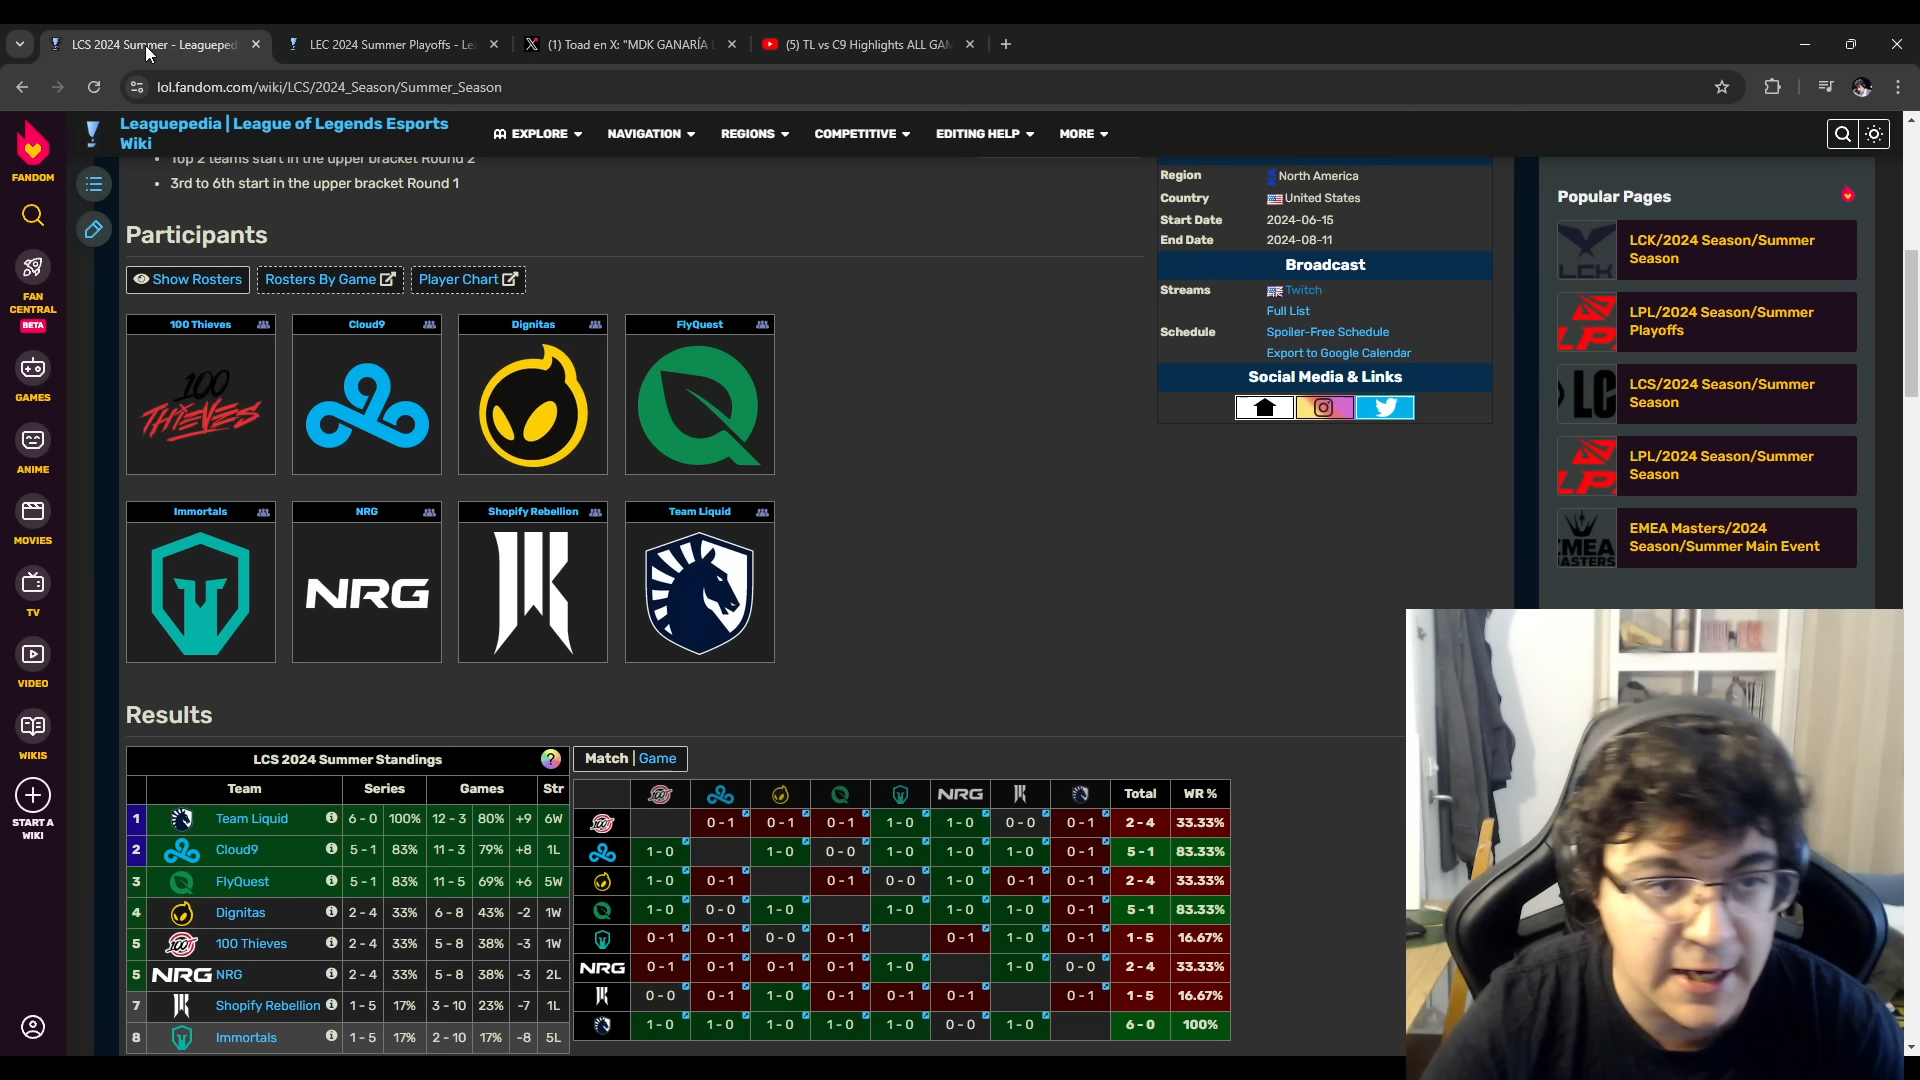 LCS 2024 Summer - Leagueped
LEC 2024 Summer Playoffs - Le
(1) Toad en X: "MDK GANARÍA
(5) TL vs C9 Highlights ALL GAM
lol.fandom.com/wiki/LCS/2024_Season/Summer_Season
Leaguepedia | League of Legends Esports Wiki
EXPLORE
NAVIGATION
REGIONS
COMPETITIVE
EDITING HELP
MORE
FANDOM
FAN CENTRAL
BETA
GAMES
ANIME
MOVIES
TV
VIDEO
WIKIS
START A WIKI
Top 2 teams start in the upper bracket Round 2
3rd to 6th start in the upper bracket Round 1
Participants
Show Rosters
Rosters By Game
Player Chart
100 Thieves
Cloud9
Dignitas
FlyQuest
100 THIEVES
Immortals
NRG
Shopify Rebellion
Team Liquid
NRG
Region North America
Country United States
Start Date 2024-06-15
End Date 2024-08-11
Broadcast
Streams Twitch
Full List
Schedule Spoiler-Free Schedule
Export to Google Calendar
Social Media & Links
Popular Pages
LCK
LCK/2024 Season/Summer Season
LPL/2024 Season/Summer Playoffs
LCS/2024 Season/Summer Season
LPL/2024 Season/Summer Season
EMEA Masters/2024 Season/Summer Main Event
Results
LCS 2024 Summer Standings ?
Team Series Games Str
1 Team Liquid 6 - 0 100% 12 - 3 80% +9 6W
2 Cloud9 5 - 1 83% 11 - 3 79% +8 1L
3 FlyQuest 5 - 1 83% 11 - 5 69% +6 5W
4 Dignitas 2 - 4 33% 6 - 8 43% -2 1W
5 100 Thieves 2 - 4 33% 5 - 8 38% -3 1W
5 NRG NRG 2 - 4 33% 5 - 8 38% -3 2L
7 Shopify Rebellion 1 - 5 17% 3 - 10 23% -7 1L
8 Immortals 1 - 5 17% 2 - 10 17% -8 5L
Match | Game
NRG Total WR %
0 - 1 0 - 1 0 - 1 1 - 0 1 - 0 0 - 0 0 - 1 2 - 4 33.33%
1 - 0 1 - 0 0 - 0 1 - 0 1 - 0 1 - 0 0 - 1 5 - 1 83.33%
1 - 0 0 - 1 0 - 1 0 - 0 1 - 0 0 - 1 0 - 1 2 - 4 33.33%
1 - 0 0 - 0 1 - 0 1 - 0 1 - 0 1 - 0 0 - 1 5 - 1 83.33%
0 - 1 0 - 1 0 - 0 0 - 1 0 - 1 1 - 0 0 - 1 1 - 5 16.67%
NRG 0 - 1 0 - 1 0 - 1 0 - 1 1 - 0 1 - 0 0 - 0 2 - 4 33.33%
0 - 0 0 - 1 1 - 0 0 - 1 0 - 1 0 - 1 0 - 1 1 - 5 16.67%
1 - 0 1 - 0 1 - 0 1 - 0 1 - 0 0 - 0 1 - 0 6 - 0 100%